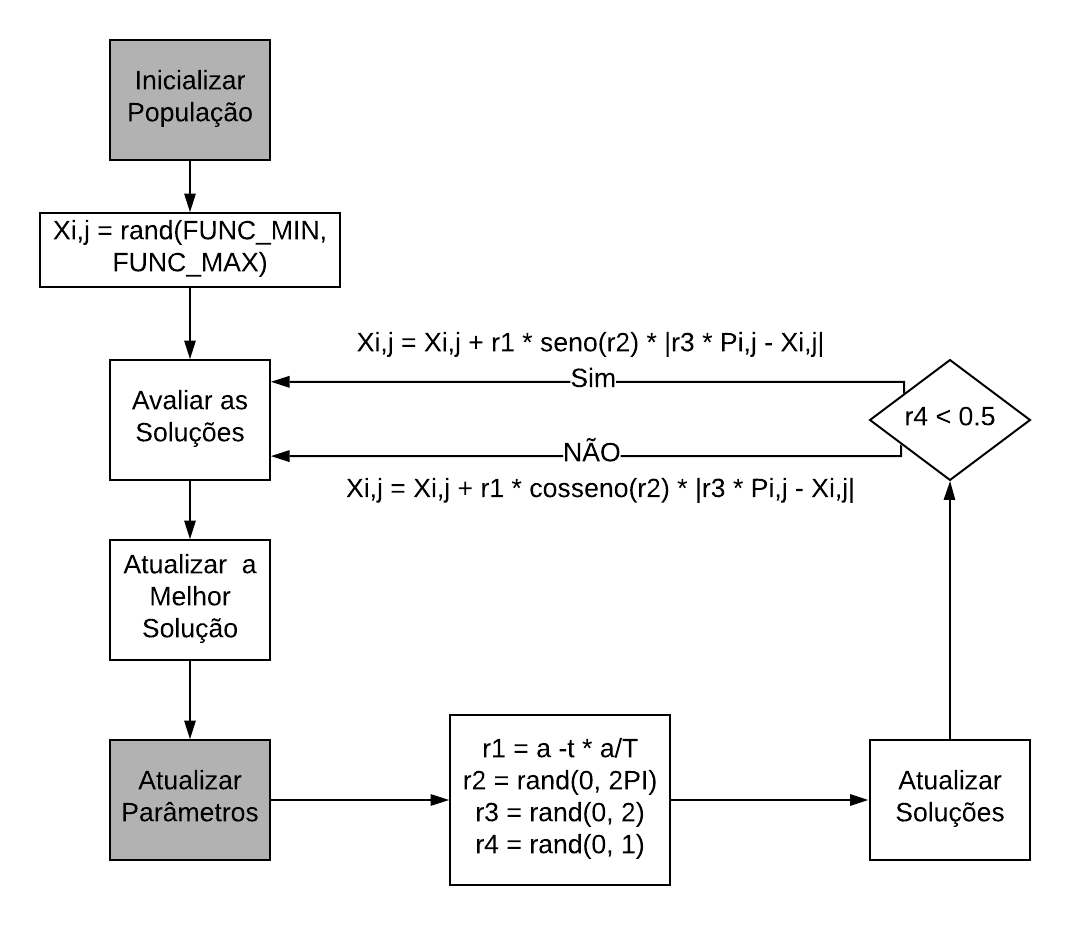 Inicializar
População
Xi,j = rand(FUNC_MIN,
FUNC_MAX)
Xi,j = Xi,j + r1 * seno(r2) * |r3 * Pi,j - Xi,j|
Sim
Avaliar as
Soluções
r4 < 0.5
NÃO
Xi,j = Xi,j + r1 * cosseno(r2) * |r3 * Pi,j - Xi,j|
Atualizar  a
Melhor
Solução
Atualizar
Parâmetros
r1 = a -t * a/T
r2 = rand(0, 2PI)
r3 = rand(0, 2)
r4 = rand(0, 1)
Atualizar
Soluções